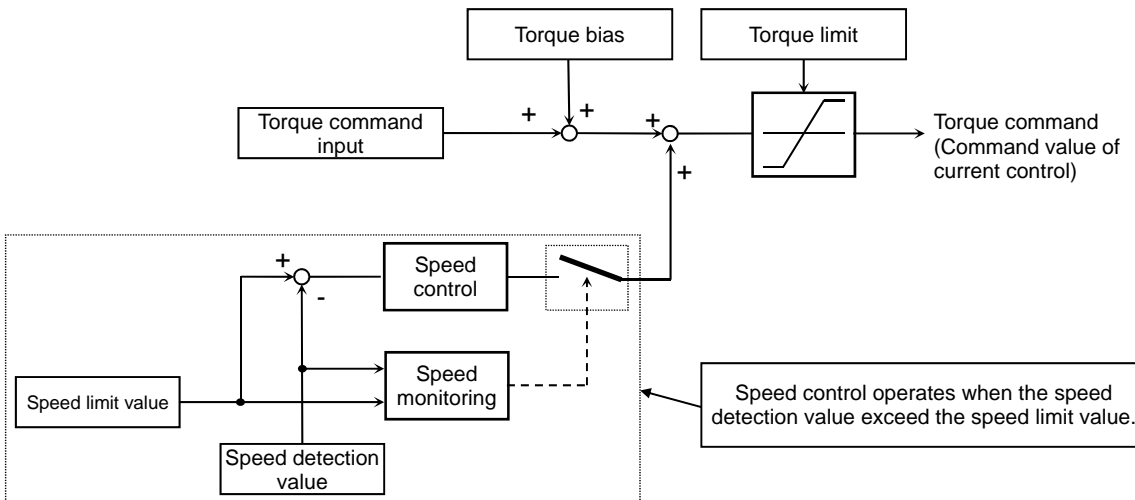 Torque bias
Torque limit
+
+
+
Torque command
input
Torque command
(Command value of
current control)
+
+
-
Speed
control
Speed
monitoring
Speed limit value
Speed detection
value
Speed control operates when the speed
detection value exceed the speed limit value.